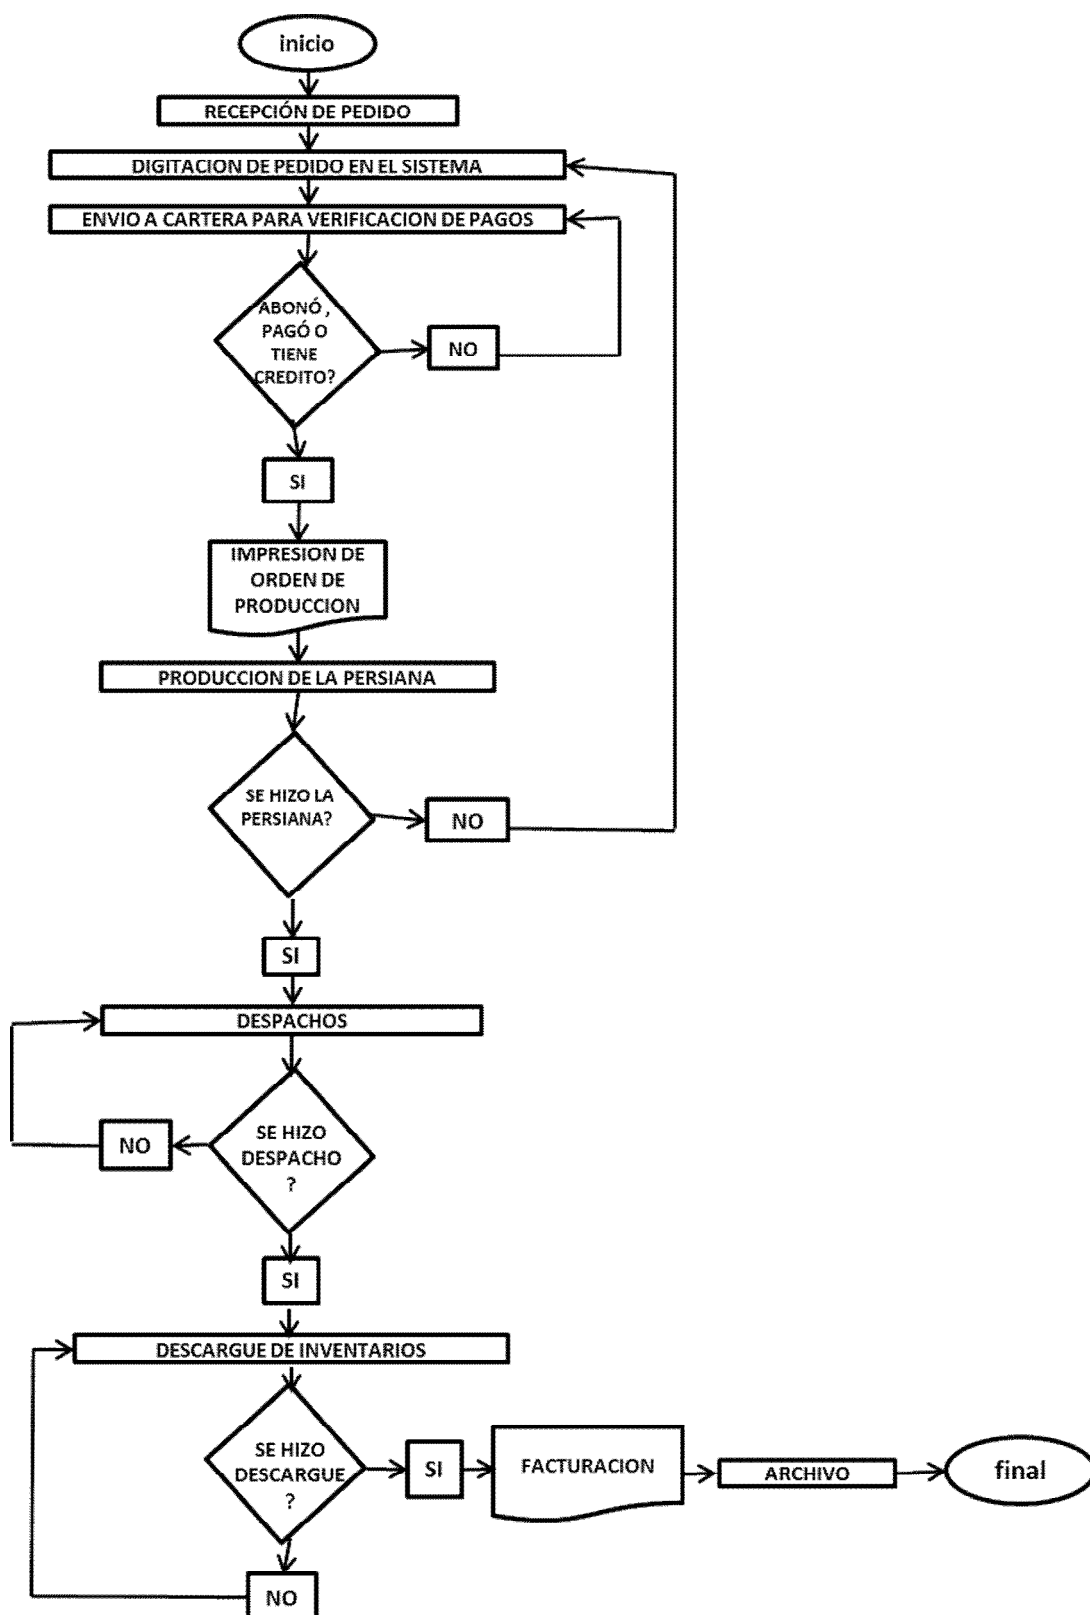 inicio
RECEPCIÓN DE PEDIDO
DIGITACION DE PEDIDO EN EL SISTEMA
ENVIO A CARTERA PARA VERIFICACION DE PAGOS
ABONÓ ,
PAGÓ O
TIENE
CREDITO?
NO
SI
IMPRESION DE
ORDEN DE
PRODUCCION
PRODUCCION DE LA PERSIANA
SE HIZO LA
PERSIANA?
NO
SI
DESPACHOS
SE HIZO
DESPACHO
?
NO
SI
DESCARGUE DE INVENTARIOS
SE HIZO
DESCARGUE
?
SI
FACTURACION
ARCHIVO
final
NO